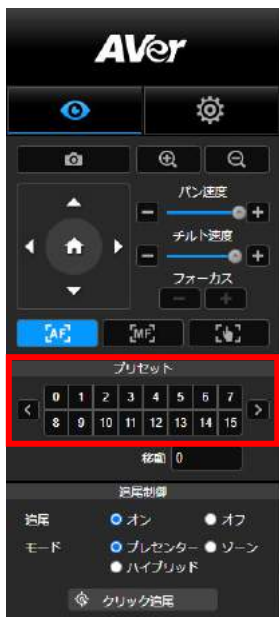 AVer
パン速度
チルト速度
フォーカス
AF MF
プリセット
0 1 2 3 4 5 6 7
8 9 10 11 12 13 14 15
移動 0
追尾制御
追尾 オン オフ
モード プレゼンター ゾーン
ハイブリッド
クリック追尾